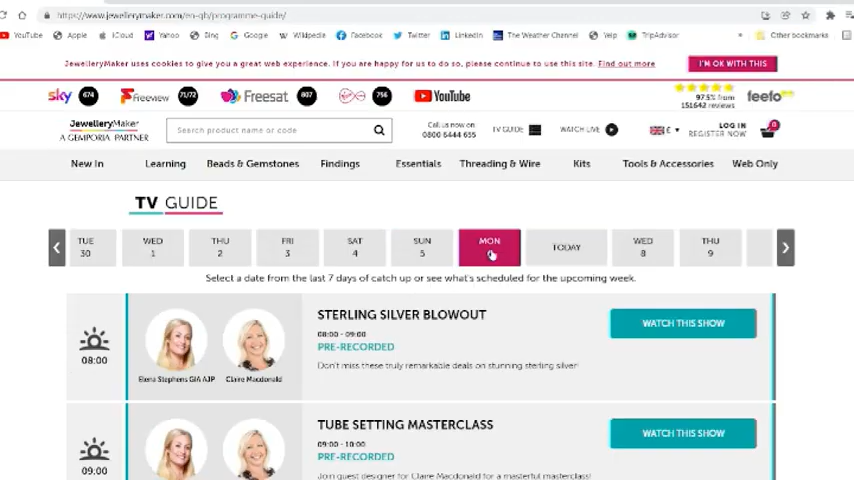 https://www.jewellerymaker.com/en-gb/programme-guide/
YouTube Apple iCloud Yahoo Bing Google Wikipedia Facebook Twitter LinkedIn The Weather Channel Yelp TripAdvisor » Other bookmarks
JewelleryMaker uses cookies to give you a great web experience. If you are happy for us to do so, please continue to use this site. Find out more
I'M OK WITH THIS
sky 674 Freeview 71/72 Freesat 807 756 YouTube
97.5% from
151642 reviews
feefo
JewelleryMaker
A GEMPORIA PARTNER
Search product name or code
Call us now on
0800 6444 655
TV GUIDE
WATCH LIVE
£
LOG IN
REGISTER NOW
0
New In Learning Beads & Gemstones Findings Essentials Threading & Wire Kits Tools & Accessories Web Only
TV GUIDE
TUE
30
WED
1
THU
2
FRI
3
SAT
4
SUN
5
MON
TODAY
WED
8
THU
9
Select a date from the last 7 days of catch up or see what's scheduled for the upcoming week.
08:00
Elena Stephens GIA AJP
Claire Macdonald
STERLING SILVER BLOWOUT
08:00 - 09:00
PRE-RECORDED
Don't miss these truly remarkable deals on stunning sterling silver!
WATCH THIS SHOW
09:00
TUBE SETTING MASTERCLASS
09:00 - 10:00
PRE-RECORDED
Join guest designer for Claire Macdonald for a masterful masterclass!
WATCH THIS SHOW